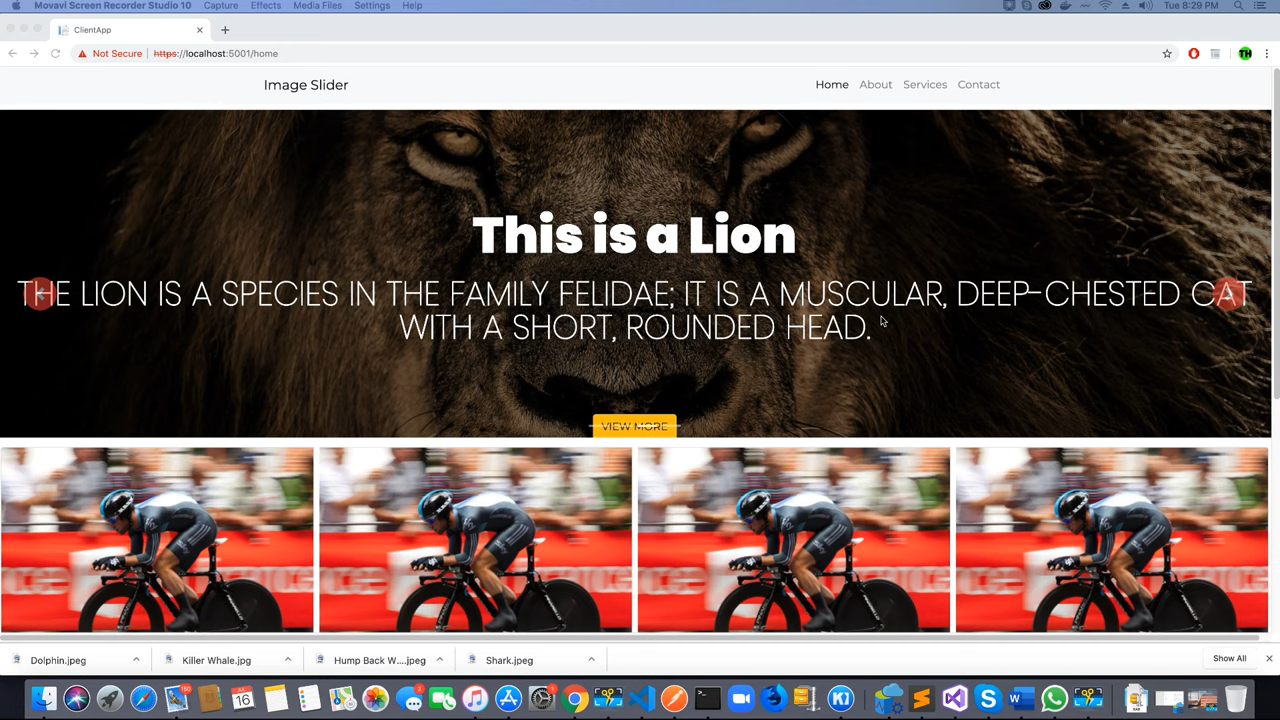 Movavi Screen Recorder Studio 10 Capture Effects Media Files Settings Help Tue 8:29 PM
ClientApp
Not Secure https://localhost:5001/home TH
Image Slider Home About Services Contact
This is a Lion
THE LION IS A SPECIES IN THE FAMILY FELIDAE; IT IS A MUSCULAR, DEEP-CHESTED CAT
WITH A SHORT, ROUNDED HEAD.
VIEW MORE
Dolphin.jpeg Killer Whale.jpg Hump Back W....jpeg Shark.jpeg Show All